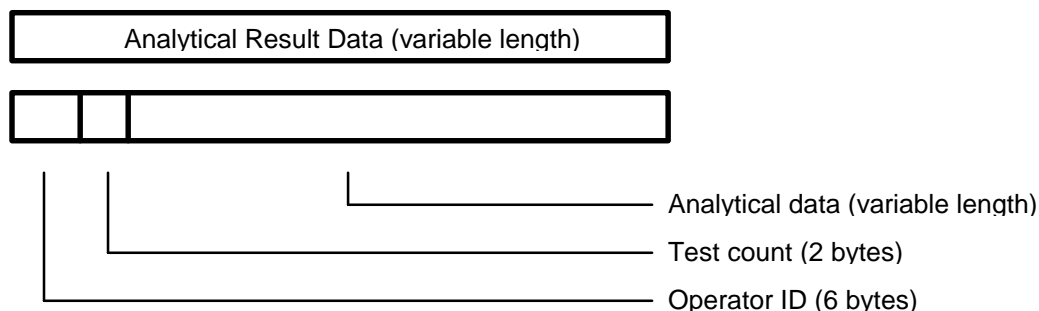 Analytical Result Data (variable length)
Analytical data (variable length)
Test count (2 bytes)
Operator ID (6 bytes)